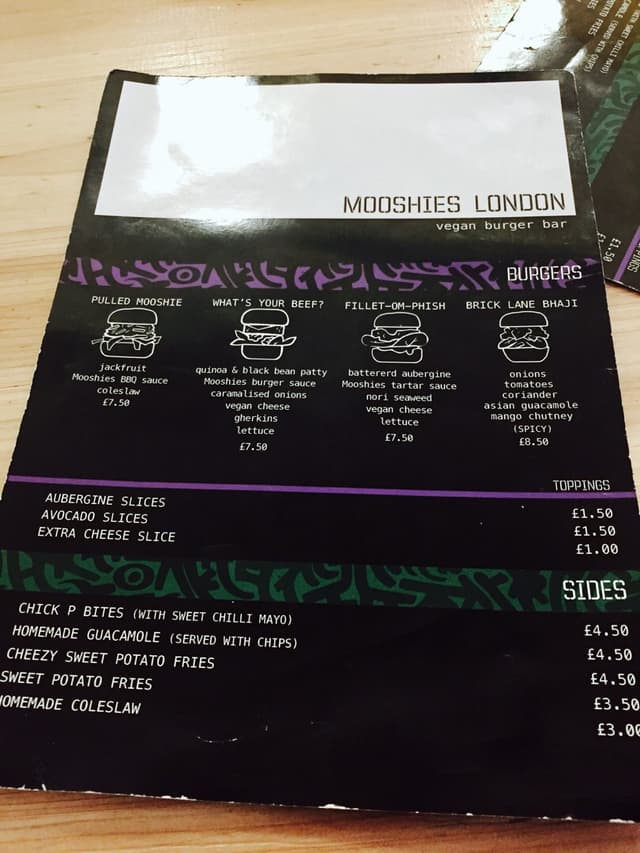 MOOSHIES LONDON
vegan burger bar
BURGERS
PULLED MOOSHIE
jackfruit
Mooshies BBQ sauce
coleslaw
£7.50
WHAT'S YOUR BEEF?
quinoa & black bean patty
Mooshies burger sauce
caramalised onions
vegan cheese
gherkins
lettuce
£7.50
FILLET-OM-PHISH
battererd aubergine
Mooshies tartar sauce
nori seaweed
vegan cheese
lettuce
£7.50
BRICK LANE BHAJI
onions
tomatoes
coriander
asian guacamole
mango chutney
(SPICY)
£8.50
TOPPINGS
AUBERGINE SLICES £1.50
AVOCADO SLICES £1.50
EXTRA CHEESE SLICE £1.00
SIDES
CHICK P BITES (WITH SWEET CHILLI MAYO) £4.50
HOMEMADE GUACAMOLE (SERVED WITH CHIPS) £4.50
CHEEZY SWEET POTATO FRIES £4.50
SWEET POTATO FRIES £3.50
OMEMADE COLESLAW £3.00